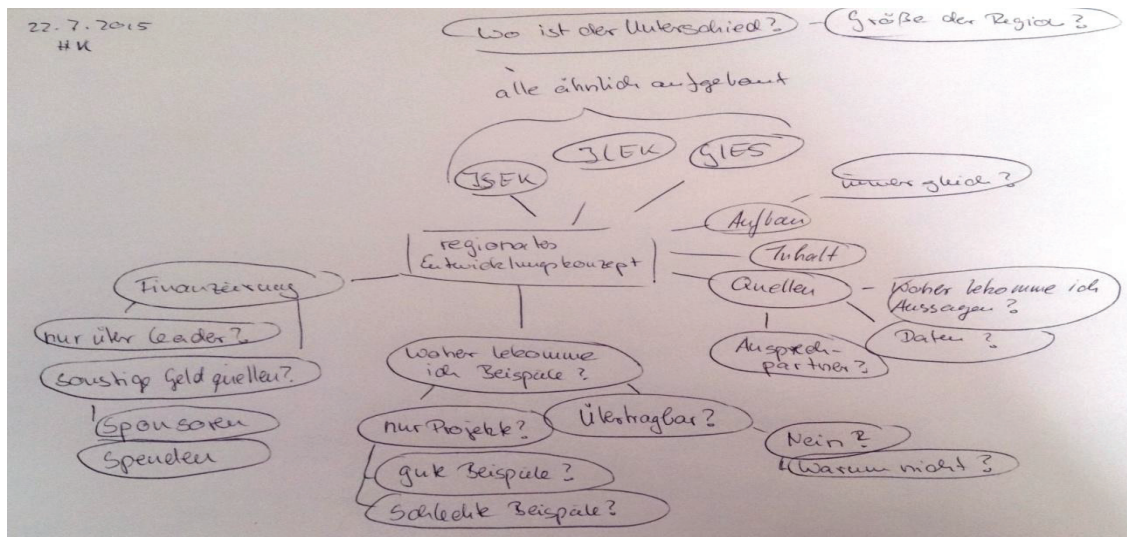 22.7.2015
HK
Wo ist der Unterschied?
Größe der Region?
alle ähnlich aufgebaut
ISEK
ILEK
GIES
immer gleich?
Aufbau
regionales
Entwicklungskonzept
Inhalt
Finanzierung
Quellen
Woher bekomme ich
Aussagen?
nur über Leader?
Daten?
Woher bekomme
ich Beispiele?
Ansprech-
partner?
sonstige Geldquellen?
nur Projekte?
Übertragbar?
Sponsoren
Nein?
Spenden
gute Beispiele?
Warum nicht?
Schlechte Beispiele?